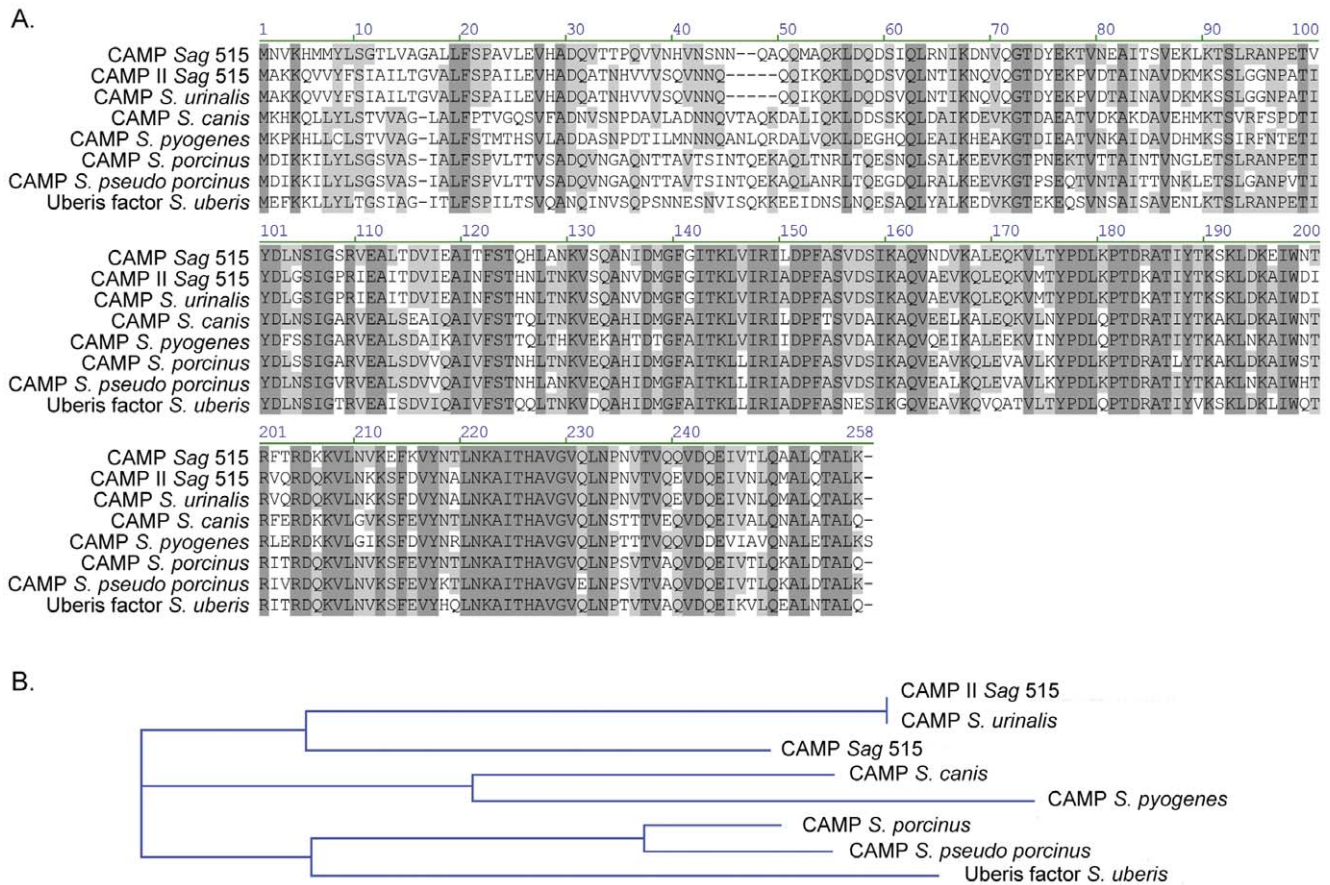 A.
1 10 20 30 40 50 60 70 80 90 100
CAMP Sag 515 MNVKHMMYLSGTLVAGALLFSPAVLEVHADQVTTPQVVNHVNSNN--QAQQMAQKLDQDSIQLRNIKDNVQGTDYEKTVNEAITSVEKLKTSLRANPETV
CAMP II Sag 515 MAKKQVVYFSIAILTGVALFSPAILEVHADQATNHVVVSQVNNQ-----QQIKQKLDQDSVQLNTIKNQVQGTDYEKPVDTAINAVDKMKSSLGGNPATI
CAMP S. urinalis MAKKQVVYFSIAILTGVALFSPAILEVHADQATNHVVVSQVNNQ-----QQIKQKLDQDSVQLNTIKNQVQGTDYEKPVDTAINAVDKMKSSLGGNPATI
CAMP S. canis MKHKQLLYLSTVVAG-LALFPTVGQSVFADNVSNPDAVLADNNQVTAQKDALIQKLDDSSKQLDAIKDEVKGTDAEATVDKAKDAVEHMKTSVRFSPDTI
CAMP S. pyogenes MKPKHLLCLSTVVAG-LALFSTMTHSVLADASNPDTILMNNNQANLQRDALVQKLDEGHQQLEAIHEAKGTDIEATVNKAIDAVDHMKSSIRFNTETI
CAMP S. porcinus MDIKKILYLSGSVAS-IALFSPVLTTVSADQVNGAQNTTAVTSINTQEKAQLTNRLTQESNQLSALKEEVKGTPNEKTVTTAINTVNGLETSLRANPETI
CAMP S. pseudo porcinus MDIKKILYLSGSVAS-IALFSPVLTTVSADQVNGAQNTTAVTSINTQEKAQLANRLTQEGDQLRALKEEVKGTPSEQTVNTAITTVNKLETSLGANPVTI
Uberis factor S. uberis MEFKKLLYLTGSIAG-ITLFSPILTSVQANQINVSQPSNNESNVISQKKEEIDNSLNQESAQLYALKEDVKGTEKEQSVNSAISAVENLKTSLRANPETI
101 110 120 130 140 150 160 170 180 190 200
CAMP Sag 515 YDLNSIGSRVEALTDVIEAITFSTQHLANKVSQANIDMGFGITKLVIRILDPFASVDSIKAQVNDVKALEQKVLTYPDLKPTDRATIYTKSKLDKEIWNT
CAMP II Sag 515 YDLGSIGPRIEAITDVIEAINFSTHNLTNKVSQANVDMGFGITKLVIRIADPFASVDSIKAQVAEVKQLEQKVMTYPDLKPTDKATIYTKSKLDKAIWDI
CAMP S. urinalis YDLGSIGPRIEAITDVIEAINFSTHNLTNKVSQANVDMGFGITKLVIRIADPFASVDSIKAQVAEVKQLEQKVMTYPDLKPTDKATIYTKSKLDKAIWDI
CAMP S. canis YDLNSIGARVEALSEAIQAIVFSTTQLTNKVEQAHIDMGFAITKLVIRILDPFTSVDAIKAQVEELKALEQKVLNYPDLQPTDRATIYTKAKLDKAIWNT
CAMP S. pyogenes YDFSSIGARVEALSDAIKAIVFSTTQLTHKVEKAHTDTGFAITKLVIRIIDPFASVDAIKAQVQEIKALEEKVINYPDLQPTDRATIYTKAKLNKAIWNT
CAMP S. porcinus YDLSSIGARVEALSDVVQAIVFSTNHLTNKVEQAHIDMGFAITKLLIRIADPFASVDSIKAQVEAVKQLEVAVLKYPDLKPTDRATLYTKAKLDKAIWST
CAMP S. pseudo porcinus YDLNSIGVRVEALSDVVQAIVFSTNHLANKVEQAHIDMGFAITKLLIRIADPFASVDSIKAQVEALKQLEVAVLKYPDLKPTDRATIYTKAKLNKAIWHT
Uberis factor S. uberis YDLNSIGTRVEAISDVIQAIVFSTQQLTNKVDQAHIDMGFAITKLVIRIADPFASNESIKGQVEAVKQVQATVLTYPDLQPTDRATIYVKSKLDKLIWQT
201 210 220 230 240 258
CAMP Sag 515 RFTRDKKVLNVKEFKVYNTLNKAITHAVGVQLNPNVTVQQVDQEIVTLQAALQTALK-
CAMP II Sag 515 RVQRDQKVLNKKSFDVYNALNKAITHAVGVQLNPNVTVQEVDQEIVNLQMALQTALK-
CAMP S. urinalis RVQRDQKVLNKKSFDVYNALNKAITHAVGVQLNPNVTVQEVDQEIVNLQMALQTALK-
CAMP S. canis RFERDKKVLGVKSFEVYNTLNKAITHAVGVQLNSTTTVEQVDQEIVALQNALATALQ-
CAMP S. pyogenes RLERDKKVLGIKSFDVYNRLNKAITHAVGVQLNPTTTVQQVDDEVIAVQNALETALKS
CAMP S. porcinus RITRDQKVLNVKSFEVYNTLNKAITHAVGVQLNPSVTVAQVDQEIVTLQKALDTALQ-
CAMP S. pseudo porcinus RIVRDQKVLNVKSFEVYKTLNKAITHAVGVELNPSVTVAQVDQEIVTLQKALDTALK-
Uberis factor S. uberis RITRDQKVLNVKSFEVYHQLNKAITHAVGVQLNPTVTVAQVDQEIKVLQEALNTALQ-
B.
CAMP II Sag 515
CAMP S. urinalis
CAMP Sag 515
CAMP S. canis
CAMP S. pyogenes
CAMP S. porcinus
CAMP S. pseudo porcinus
Uberis factor S. uberis